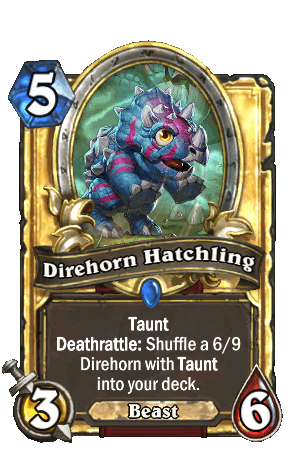 5
Direhorn Hatchling
Taunt
Deathrattle: Shuffle a 6/9
Direhorn with Taunt
into your deck.
3
Beast
6